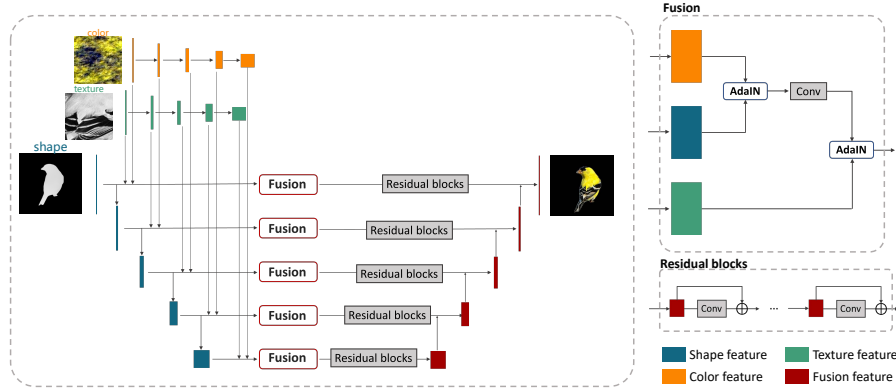 color
texture
shape
Fusion
Residual blocks
Fusion
Residual blocks
Fusion
Residual blocks
Fusion
Residual blocks
Fusion
Residual blocks
Fusion
AdaIN
Conv
AdaIN
Residual blocks
Conv
...
Conv
Shape feature
Texture feature
Color feature
Fusion feature